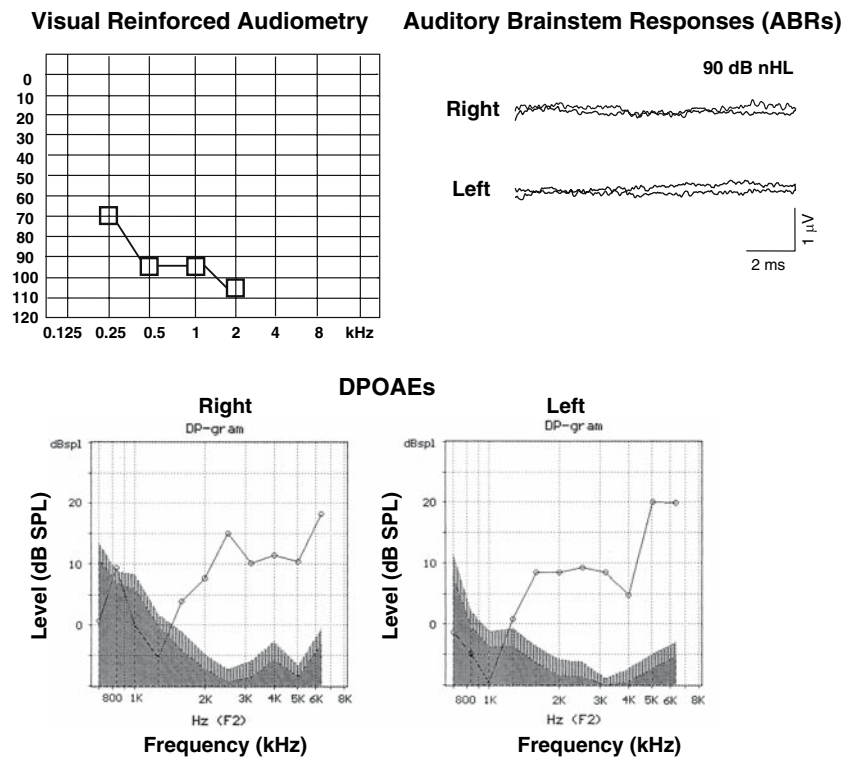 Visual Reinforced Audiometry
Auditory Brainstem Responses (ABRs)
0
10
20
30
40
50
60
70
80
90
100
110
120
0.125 0.25 0.5 1 2 4 8 kHz
90 dB nHL
Right
Left
1 µV
2 ms
DPOAEs
Right
DP-gram
dBspl
20
10
0
Level (dB SPL)
800 1K 2K 3K 4K 5K 6K 8K
Hz (F2)
Frequency (kHz)
Left
DP-gram
dBspl
20
10
0
Level (dB SPL)
800 1K 2K 3K 4K 5K 6K 8K
Hz (F2)
Frequency (kHz)